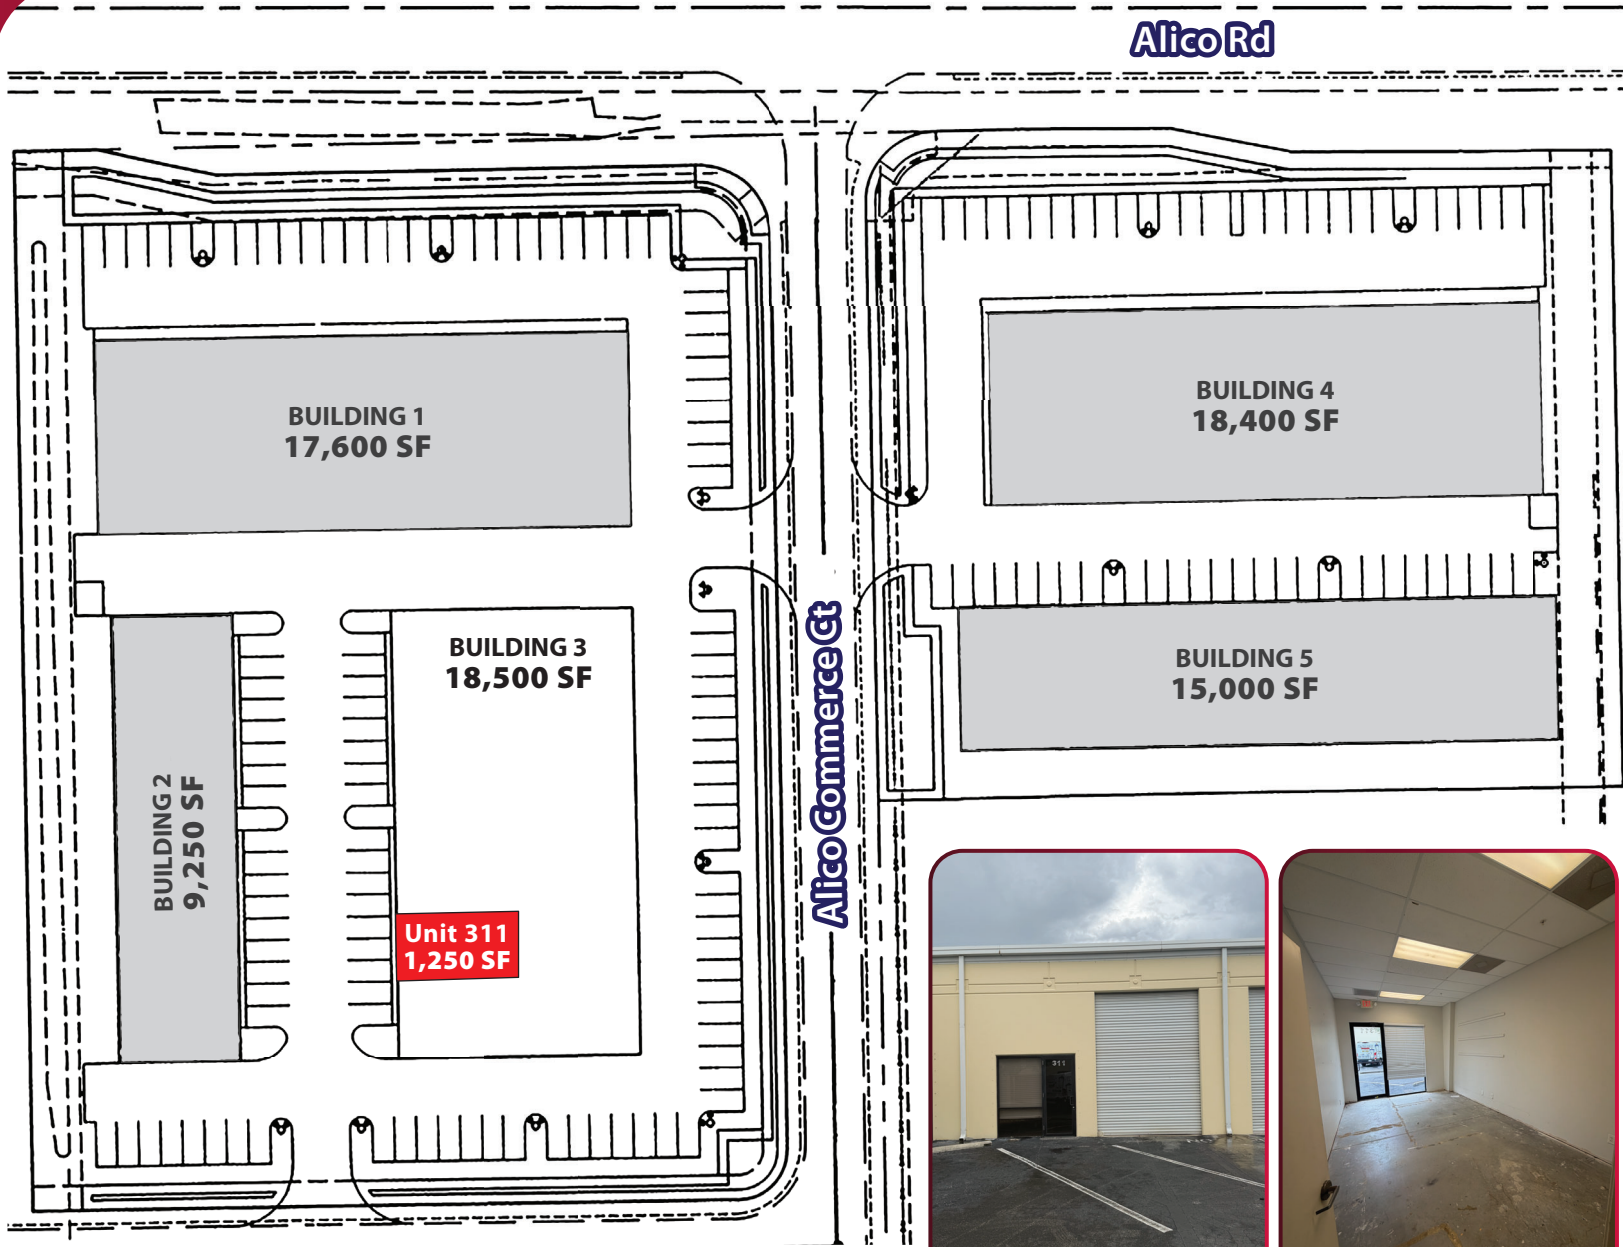 Alico Rd
BUILDING 1
17,600 SF
BUILDING 4
18,400 SF
BUILDING 3
18,500 SF
BUILDING 5
15,000 SF
BUILDING 2
9,250 SF
Alico Commerce Ct
Unit 311
1,250 SF
311